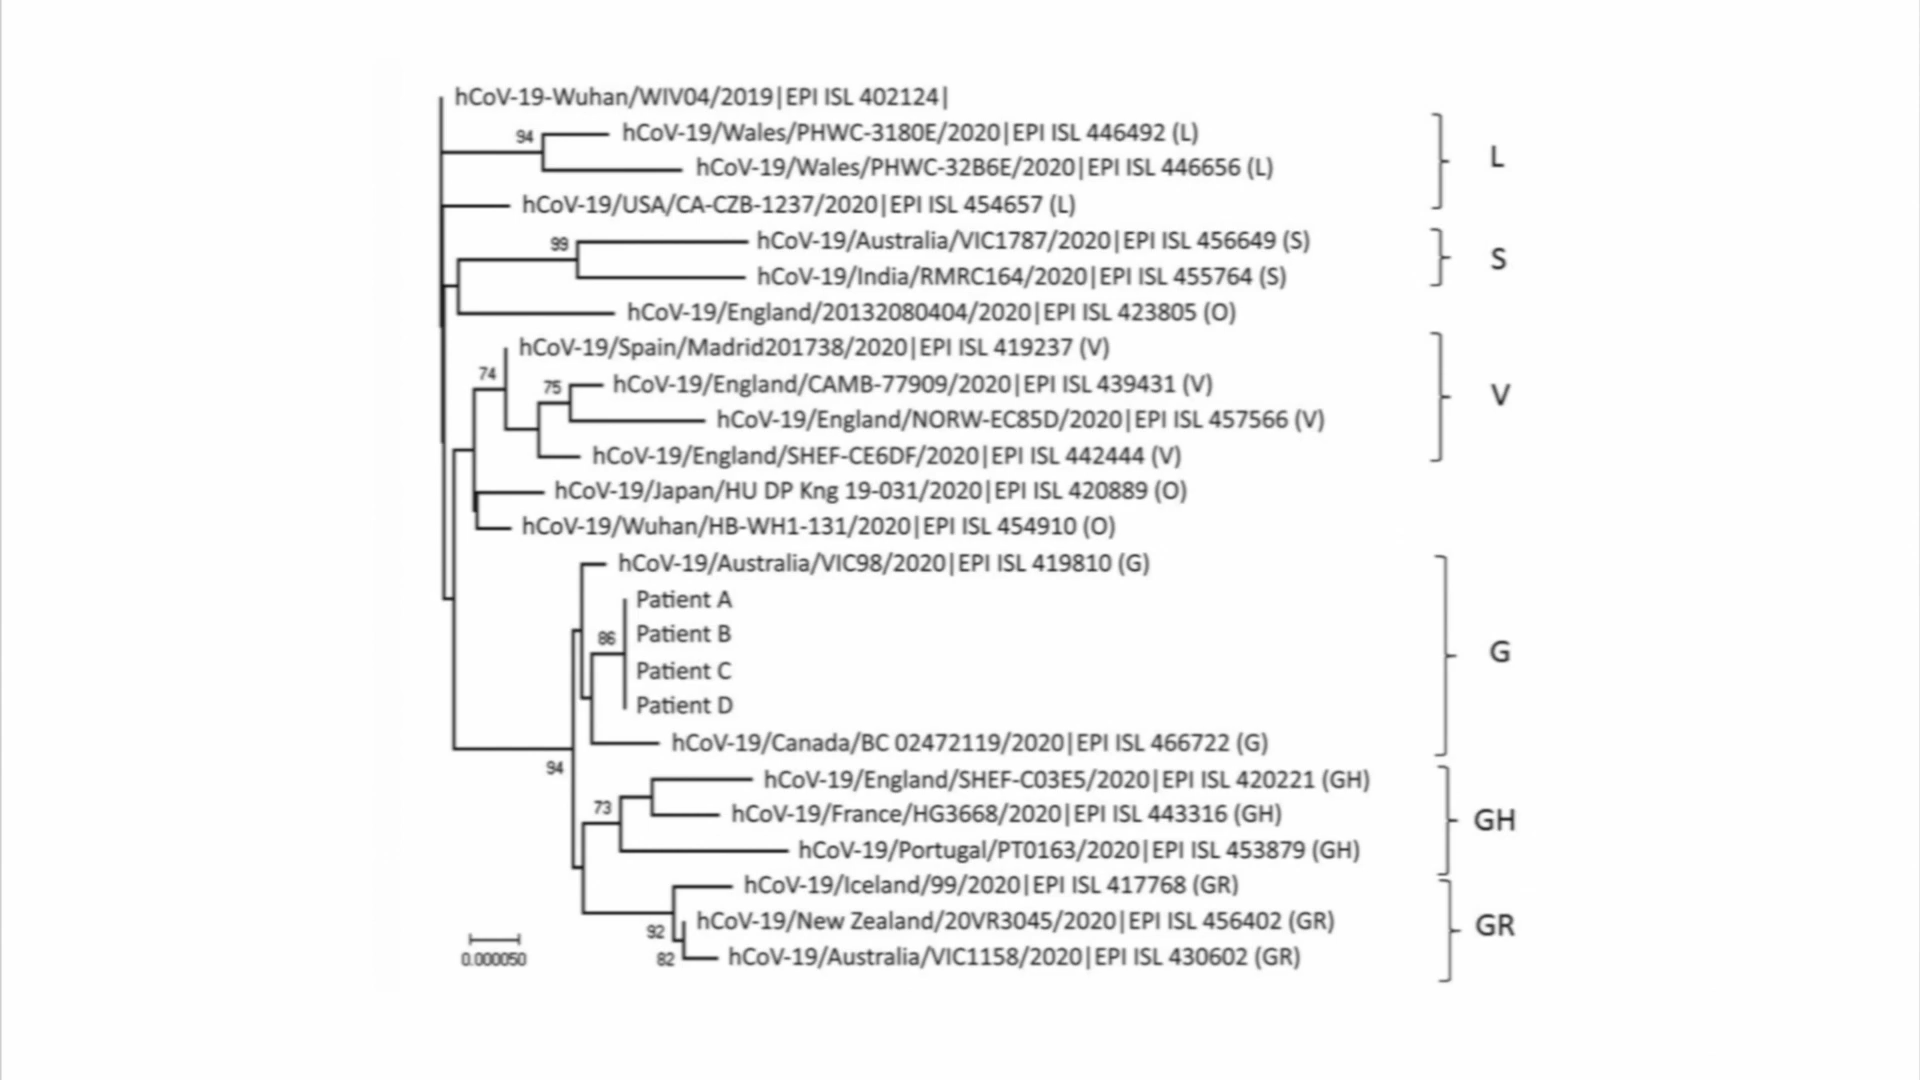 hCoV-19-Wuhan/WIV04/2019|EPI ISL 402124|
94
hCoV-19/Wales/PHWC-3180E/2020|EPI ISL 446492 (L)
hCoV-19/Wales/PHWC-32B6E/2020|EPI ISL 446656 (L)
L
hCoV-19/USA/CA-CZB-1237/2020|EPI ISL 454657 (L)
99
hCoV-19/Australia/VIC1787/2020|EPI ISL 456649 (S)
S
hCoV-19/India/RMRC164/2020|EPI ISL 455764 (S)
hCoV-19/England/20132080404/2020|EPI ISL 423805 (O)
hCoV-19/Spain/Madrid201738/2020|EPI ISL 419237 (V)
74
75
hCoV-19/England/CAMB-77909/2020|EPI ISL 439431 (V)
V
hCoV-19/England/NORW-EC85D/2020|EPI ISL 457566 (V)
hCoV-19/England/SHEF-CE6DF/2020|EPI ISL 442444 (V)
hCoV-19/Japan/HU DP Kng 19-031/2020|EPI ISL 420889 (O)
hCoV-19/Wuhan/HB-WH1-131/2020|EPI ISL 454910 (O)
hCoV-19/Australia/VIC98/2020|EPI ISL 419810 (G)
Patient A
86
Patient B
G
Patient C
Patient D
hCoV-19/Canada/BC 02472119/2020|EPI ISL 466722 (G)
94
hCoV-19/England/SHEF-C03E5/2020|EPI ISL 420221 (GH)
73
hCoV-19/France/HG3668/2020|EPI ISL 443316 (GH)
GH
hCoV-19/Portugal/PT0163/2020|EPI ISL 453879 (GH)
hCoV-19/Iceland/99/2020|EPI ISL 417768 (GR)
92
hCoV-19/New Zealand/20VR3045/2020|EPI ISL 456402 (GR)
GR
82
hCoV-19/Australia/VIC1158/2020|EPI ISL 430602 (GR)
0.000050